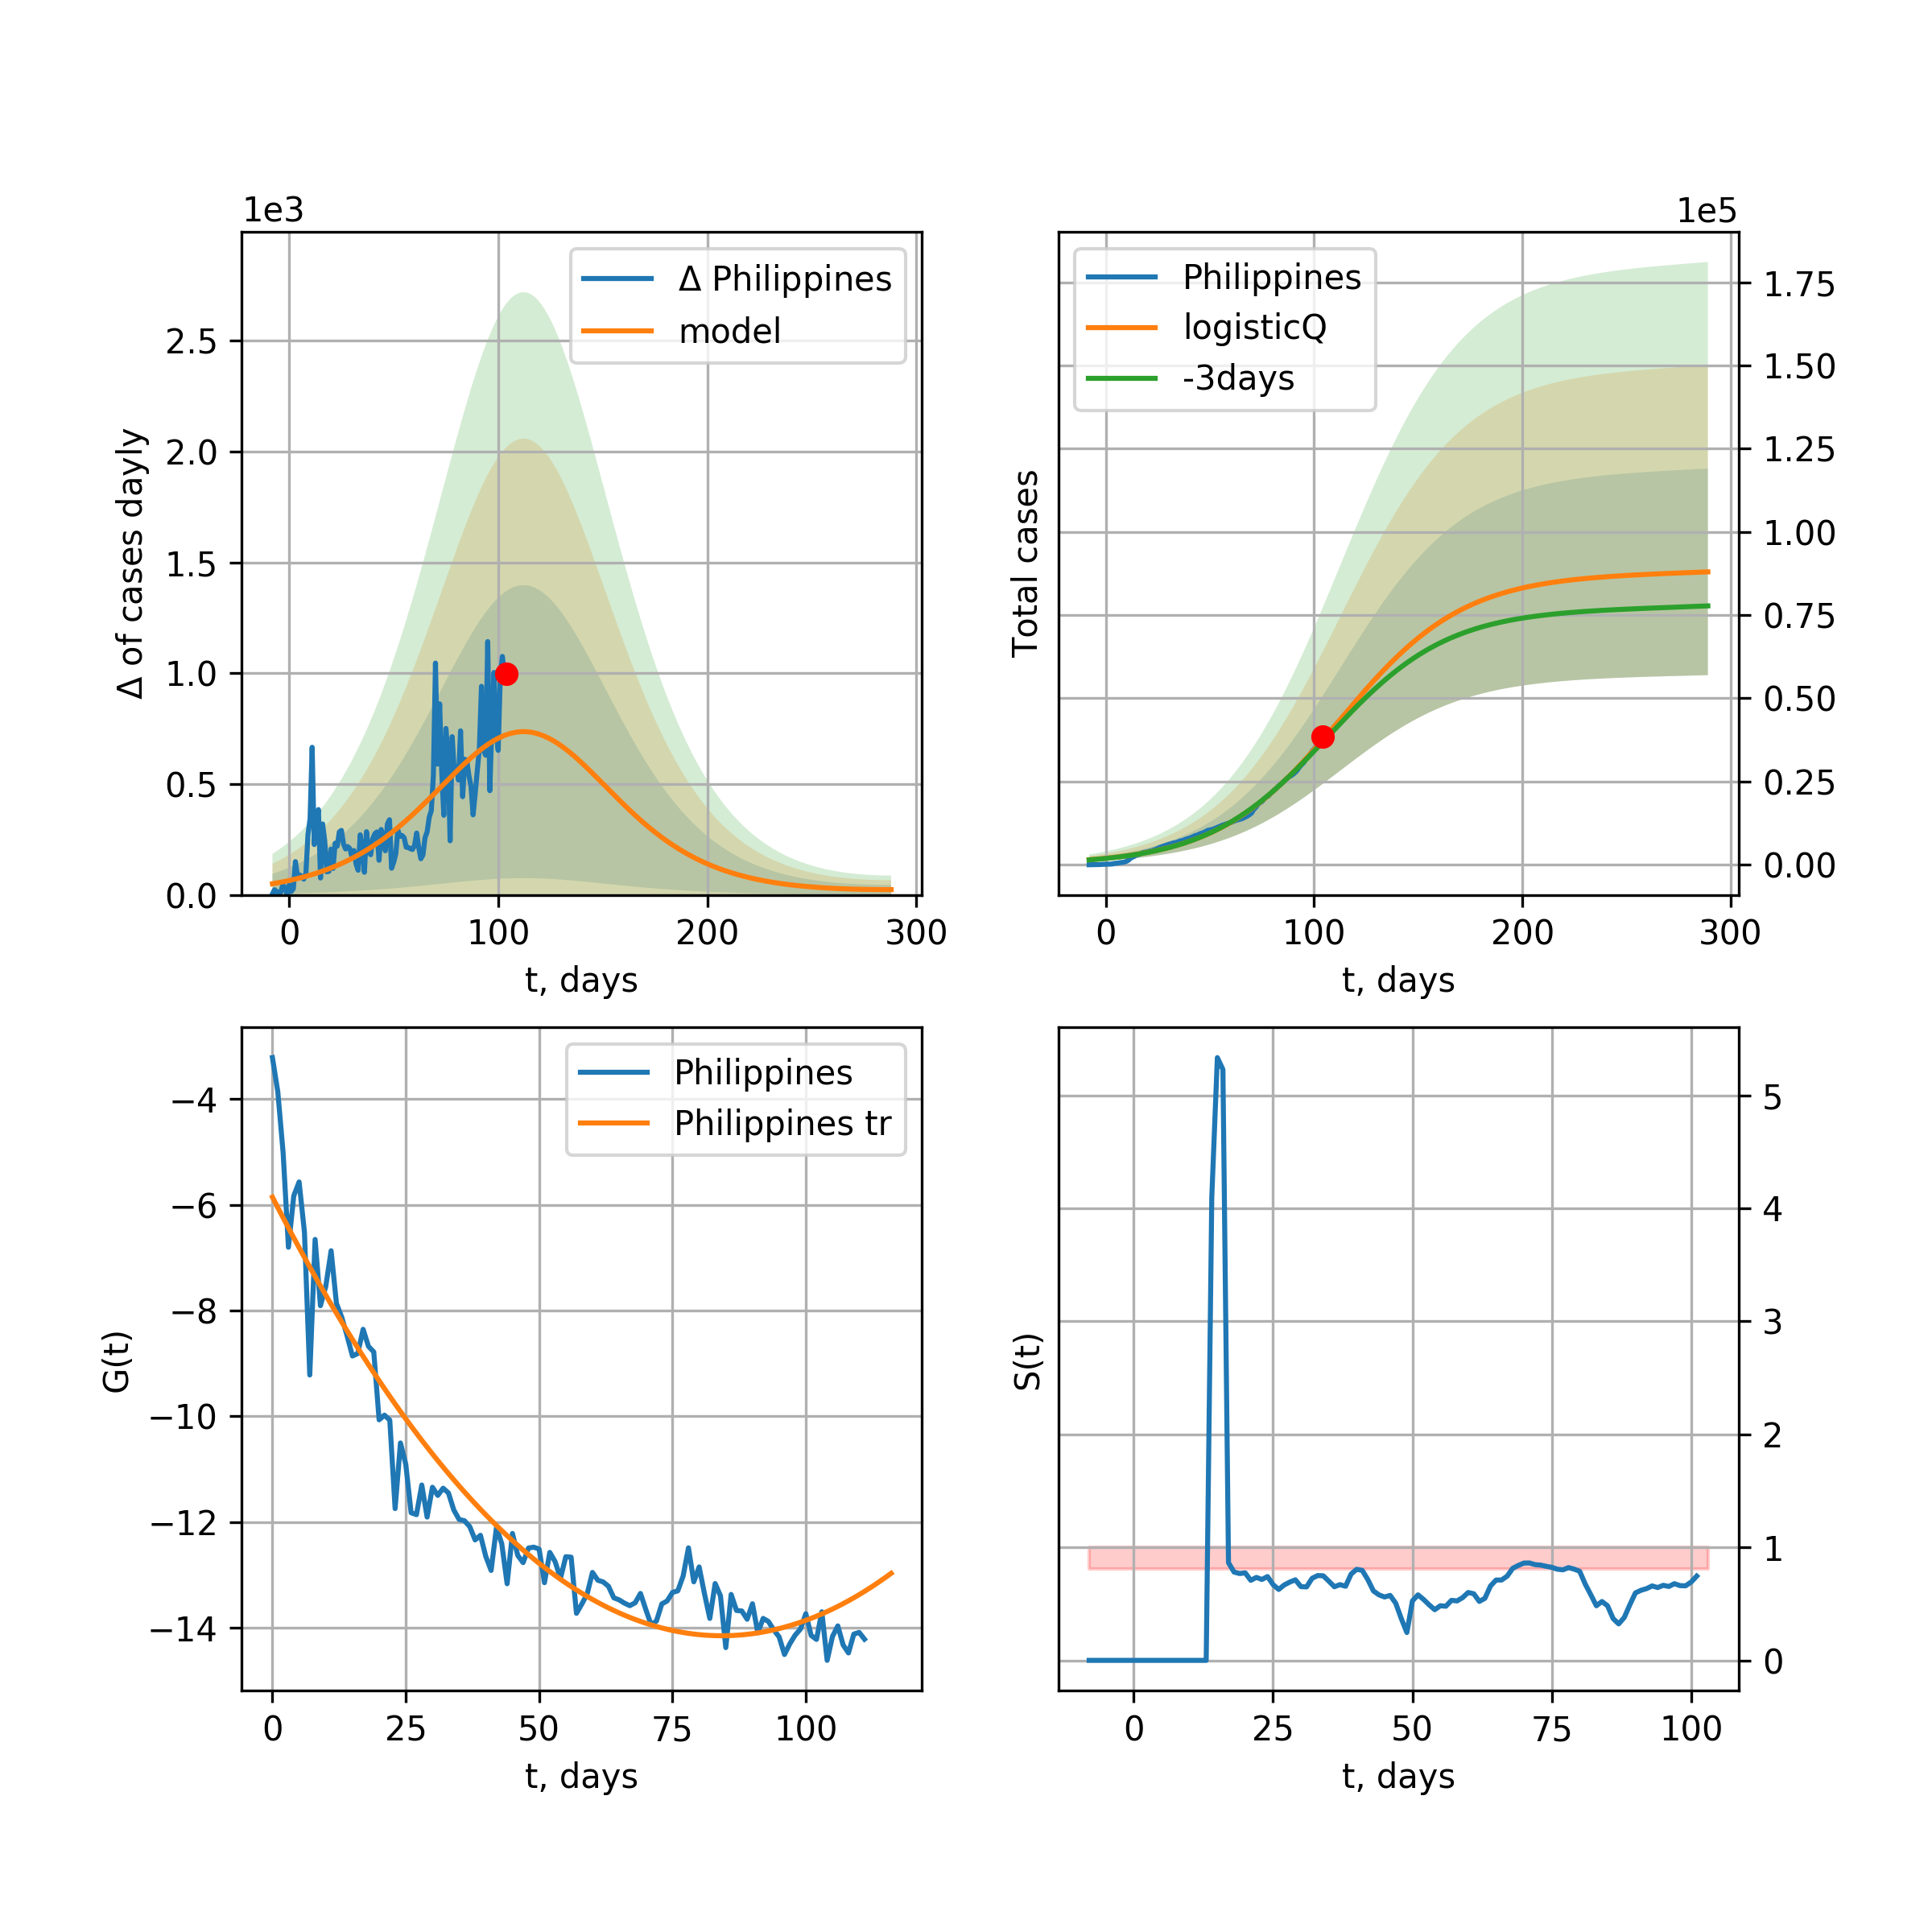 1e3
Δ of cases dayly
2.5
2.0
1.5
1.0
0.5
0.0
Δ Philippines
model
0 100 200 300
t, days
1e5
Total cases
Philippines
logisticQ
-3days
1.75
1.50
1.25
1.00
0.75
0.50
0.25
0.00
0 100 200 300
t, days
G(t)
−4
−6
−8
−10
−12
−14
Philippines
Philippines tr
0 25 50 75 100
t, days
S(t)
5
4
3
2
1
0
0 25 50 75 100
t, days